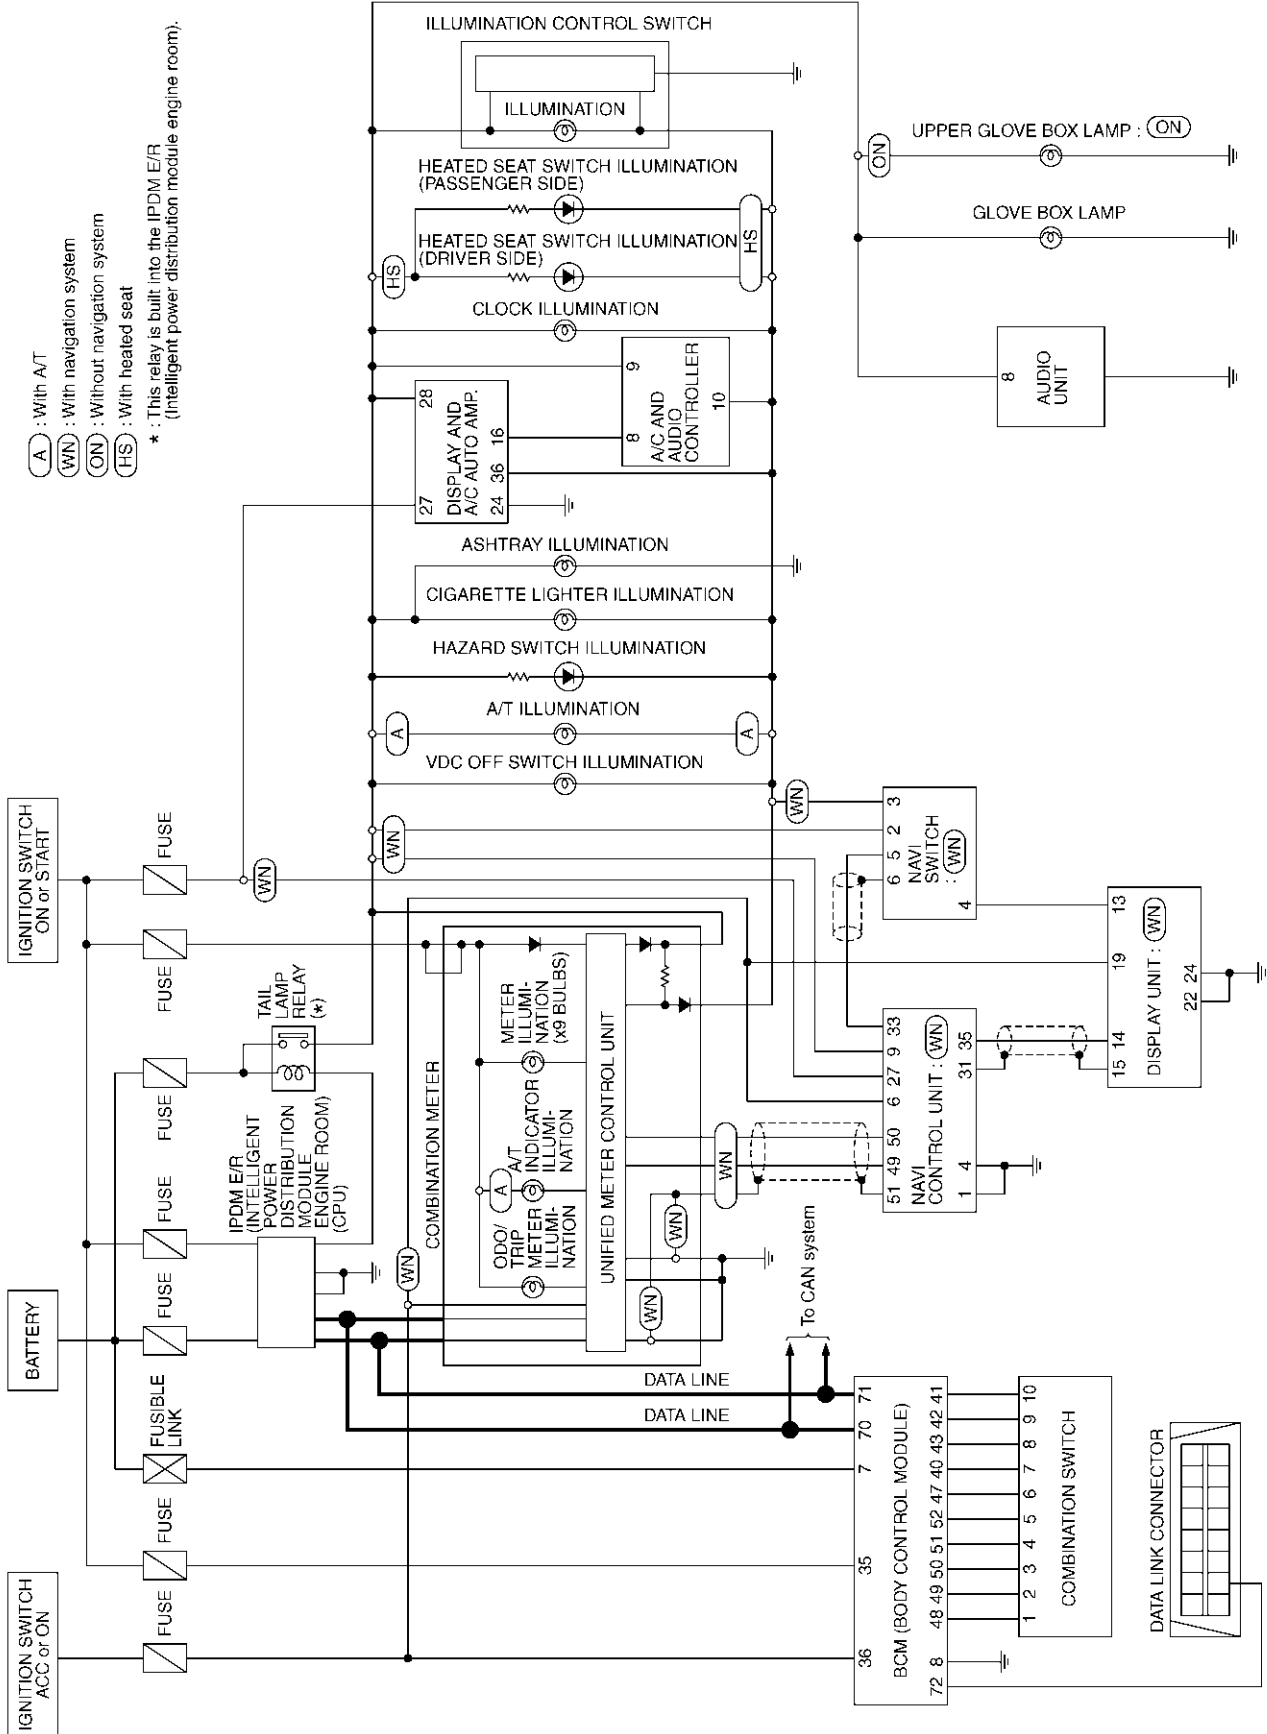 ILLUMINATION CONTROL SWITCH
ILLUMINATION
HEATED SEAT SWITCH ILLUMINATION
(PASSENGER SIDE)
HEATED SEAT SWITCH ILLUMINATION
(DRIVER SIDE)
HS
HS
CLOCK ILLUMINATION
UPPER GLOVE BOX LAMP : ON
ON
GLOVE BOX LAMP
8
AUDIO
UNIT
A : With A/T
WN : With navigation system
ON : Without navigation system
HS : With heated seat
* : This relay is built into the IPDM E/R
(Intelligent power distribution module engine room).
27 28
DISPLAY AND
A/C AUTO AMP.
24 36 16
8 9
A/C AND
AUDIO
CONTROLLER
10
ASHTRAY ILLUMINATION
CIGARETTE LIGHTER ILLUMINATION
HAZARD SWITCH ILLUMINATION
A/T ILLUMINATION
A
A
VDC OFF SWITCH ILLUMINATION
IGNITION SWITCH
ON or START
FUSE
WN
FUSE
WN
WN
6 5 2 3
NAVI
SWITCH
: WN
4
TAIL
LAMP
RELAY
(*)
FUSE
FUSE
IPDM E/R
(INTELLIGENT
POWER
DISTRIBUTION
MODULE
ENGINE ROOM)
(CPU)
BATTERY
FUSE
FUSIBLE
LINK
COMBINATION METER
METER
ILLUMI-
NATION
(x9 BULBS)
A/T
INDICATOR
ILLUMI-
NATION
A
ODO/
TRIP
METER
ILLUMI-
NATION
UNIFIED METER CONTROL UNIT
WN
WN
WN
WN
51 49 50 6 27 9 33
NAVI
CONTROL UNIT : WN
1 4 31 35
15 14 19 13
DISPLAY UNIT : WN
22 24
To CAN system
DATA LINE
DATA LINE
FUSE
IGNITION SWITCH
ACC or ON
FUSE
36 35 7 70 71
BCM (BODY CONTROL MODULE)
72 8 48 49 50 51 52 47 40 43 42 41
1 2 3 4 5 6 7 8 9 10
COMBINATION SWITCH
DATA LINK CONNECTOR